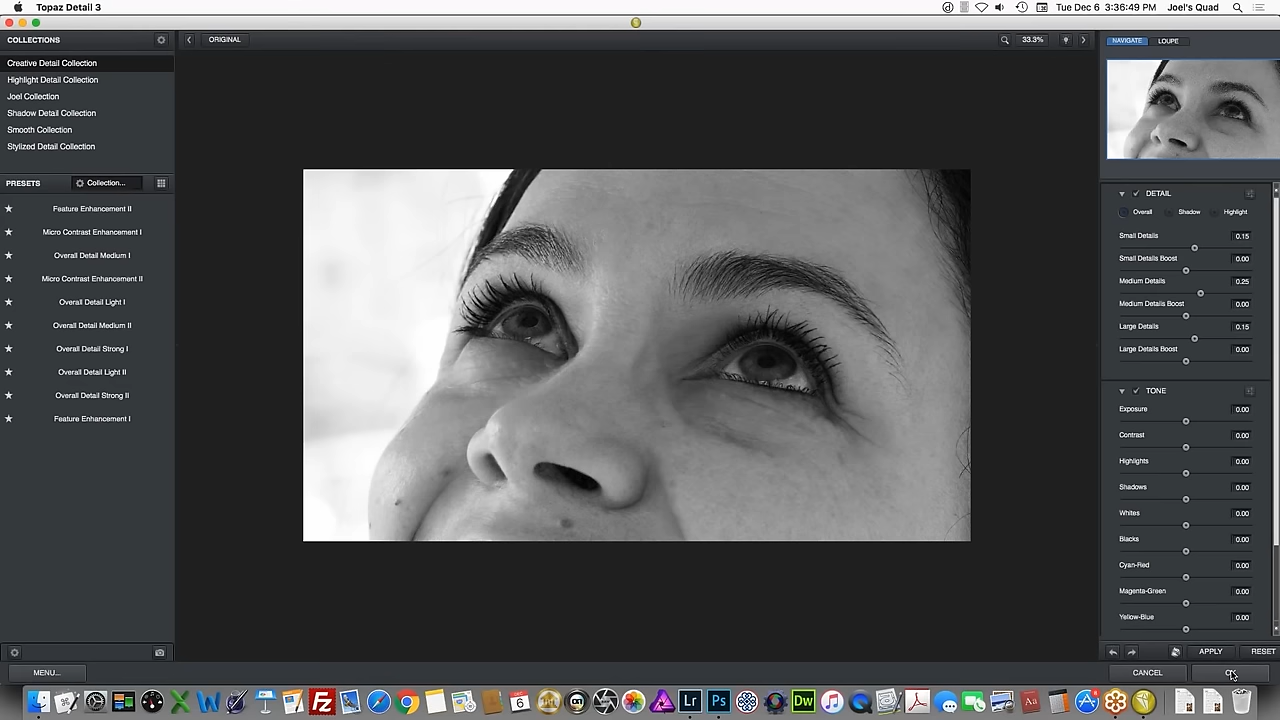 Topaz Detail 3
Tue Dec 6 3:36:49 PM Joel's Quad
COLLECTIONS
Creative Detail Collection
Highlight Detail Collection
Joel Collection
Shadow Detail Collection
Smooth Collection
Stylized Detail Collection
PRESETS
Collection...
Feature Enhancement II
Micro Contrast Enhancement I
Overall Detail Medium I
Micro Contrast Enhancement II
Overall Detail Light I
Overall Detail Medium II
Overall Detail Strong I
Overall Detail Light II
Overall Detail Strong II
Feature Enhancement I
MENU...
ORIGINAL
33.3%
NAVIGATE LOUPE
DETAIL
Overall Shadow Highlight
Small Details 0.15
Small Details Boost 0.00
Medium Details 0.25
Medium Details Boost 0.00
Large Details 0.15
Large Details Boost 0.00
TONE
Exposure 0.00
Contrast 0.00
Highlights 0.00
Shadows 0.00
Whites 0.00
Blacks 0.00
Cyan-Red 0.00
Magenta-Green 0.00
Yellow-Blue 0.00
APPLY RESET
CANCEL OK
Fz
6
Lr Ps
Dw
Aa